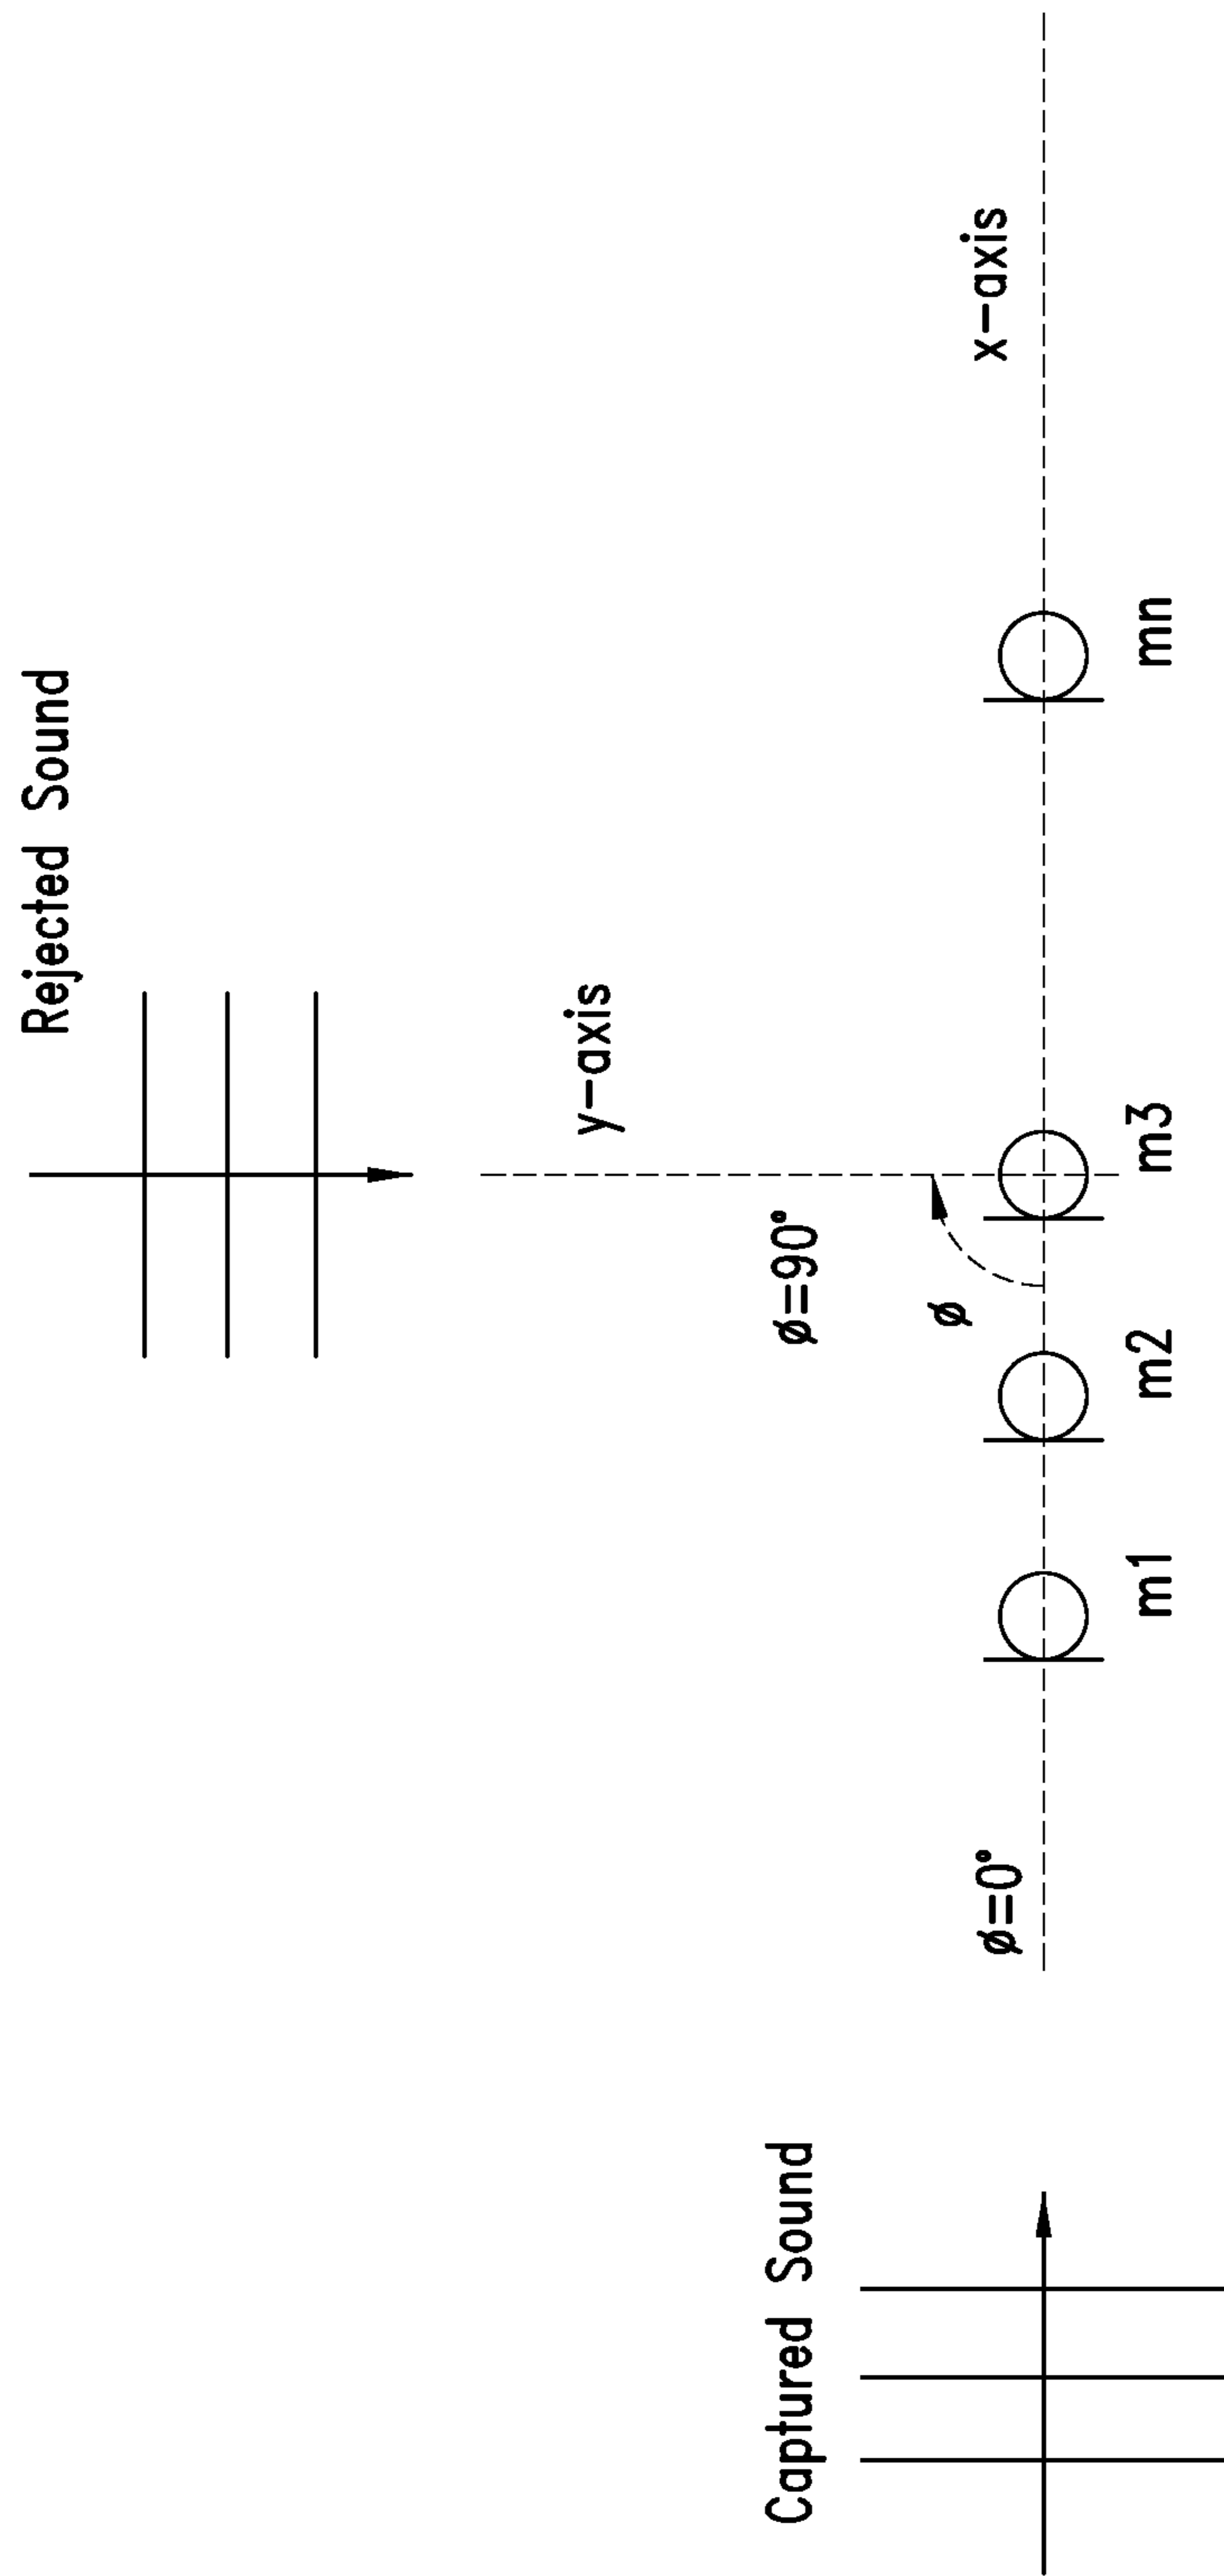 Rejected Sound
y-axis
x-axis
ø=90°
ø
ø=0°
Captured Sound
m1
m2
m3
mn